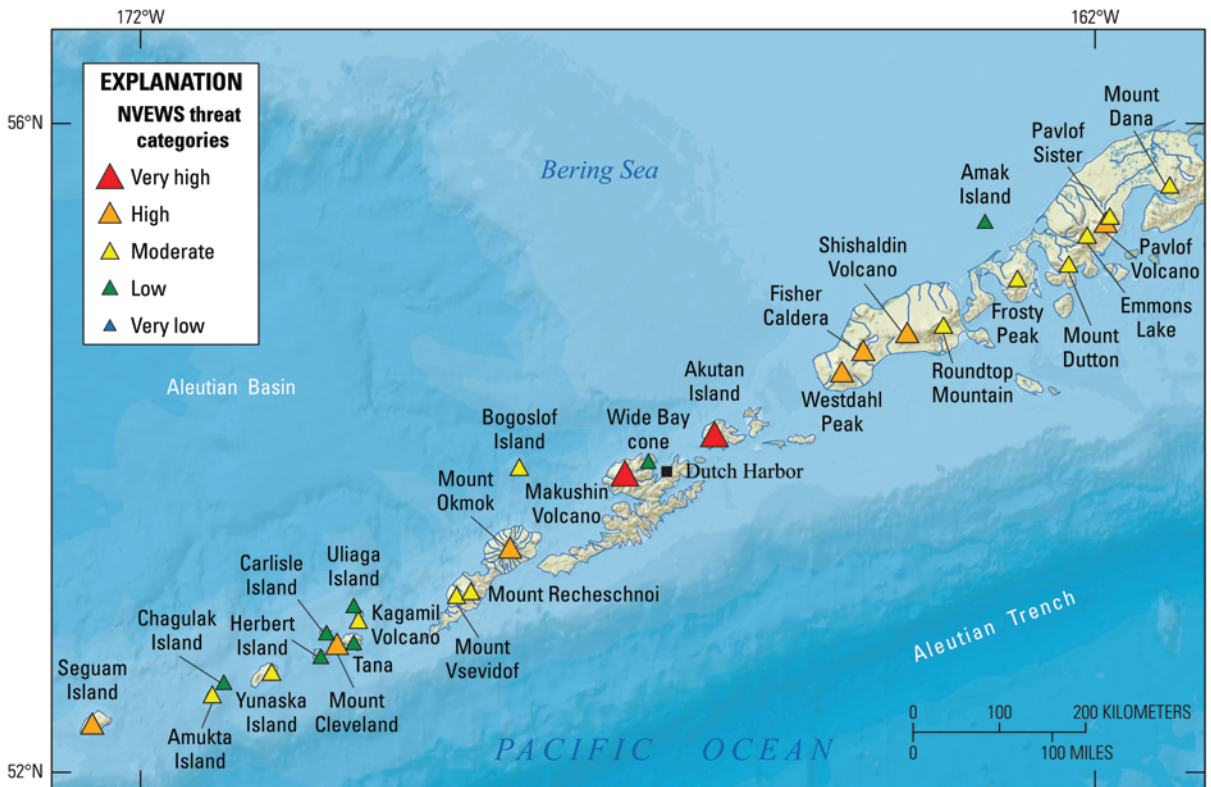 172°W
162°W
56°N
52°N
EXPLANATION
NVEWS threat
categories
Very high
High
Moderate
Low
Very low
Bering Sea
Aleutian Basin
Mount
Dana
Pavlof
Sister
Amak
Island
Shishaldin
Volcano
Pavlof
Volcano
Fisher
Caldera
Emmons
Lake
Frosty
Peak
Mount
Dutton
Roundtop
Mountain
Westdahl
Peak
Akutan
Island
Wide Bay
cone
Bogoslof
Island
Dutch Harbor
Makushin
Volcano
Mount
Okmok
Uliaga
Island
Carlisle
Island
Mount Recheschnoi
Kagamil
Volcano
Chagulak
Island
Herbert
Island
Mount
Vsevidof
Tana
Seguam
Island
Yunaska
Island
Mount
Cleveland
Amukta
Island
Aleutian Trench
PACIFIC OCEAN
0 100 200 KILOMETERS
0 100 MILES